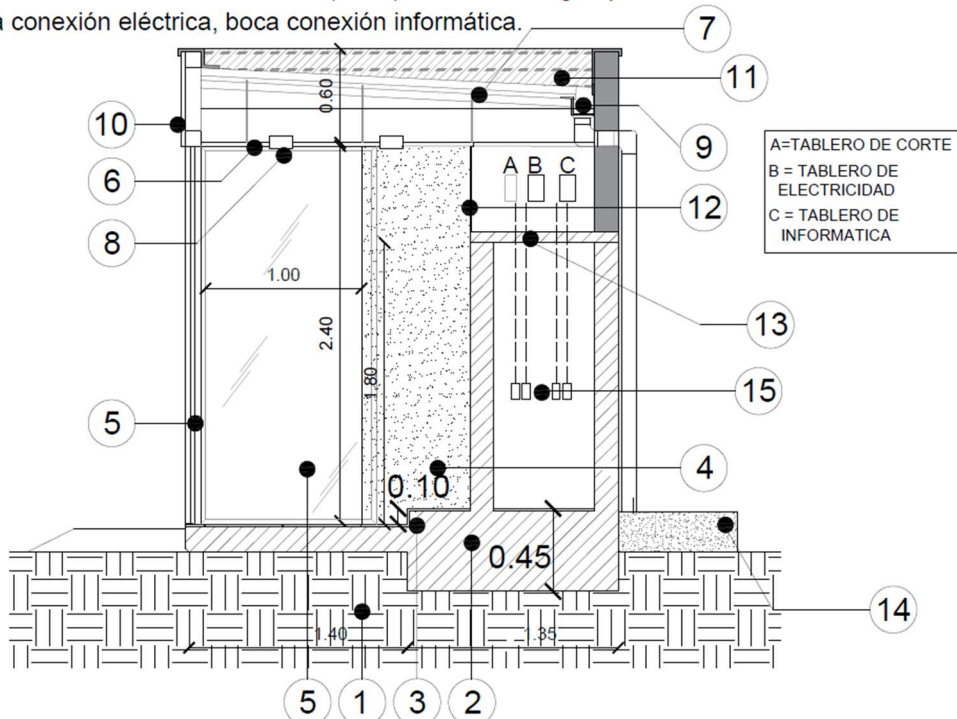 a conexión eléctrica, boca conexión informática.
7
11
0.60
10
9
A=TABLERO DE CORTE
B = TABLERO DE
ELECTRICIDAD
C = TABLERO DE
INFORMATICA
A B C
6
12
8
1.00
2.40
13
1.80
15
5
4
0.10
0.45
14
1.40
1.35
5 1 3 2